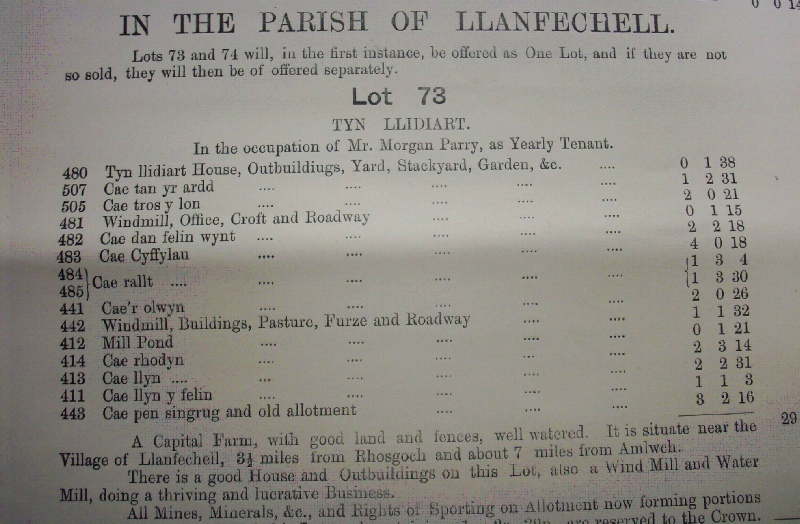 0 0 14
IN THE PARISH OF LLANFECHELL.
Lots 73 and 74 will, in the first instance, be offered as One Lot, and if they are not
so sold, they will then be of offered separately.
Lot 73
TYN LLIDIART.
In the occupation of Mr. Morgan Parry, as Yearly Tenant.
480 Tyn llidiart House, Outbuildiugs, Yard, Stackyard, Garden, &c. .... 0 1 38
507 Cae tan yr ardd .... .... .... .... .... 1 2 31
505 Cae tros y lon .... .... .... .... .... 2 0 21
481 Windmill, Office, Croft and Roadway .... .... .... 0 1 15
482 Cae dan felin wynt .... .... .... .... .... 2 2 18
483 Cae Cyffylau .... .... .... .... .... 4 0 18
484 } Cae rallt .... .... .... .... .... { 1 3 4
485 } { 1 3 30
441 Cae'r olwyn .... .... .... .... .... 2 0 26
442 Windmill, Buildings, Pasture, Furze and Roadway .... .... 1 1 32
412 Mill Pond .... .... .... .... .... 0 1 21
414 Cae rhodyn .... .... .... .... .... 2 3 14
413 Cae llyn .... ... .... .... .... 2 2 31
411 Cae llyn y felin .... .... .... .... .... 1 1 3
443 Cae pen singrug and old allotment .... .... .... 3 2 16
29
A Capital Farm, with good land and fences, well watered. It is situate near the
Village of Llanfechell, 3½ miles from Rhosgoch and about 7 miles from Amlwch.
There is a good House and Outbuildings on this Lot, also a Wind Mill and Water
Mill, doing a thriving and lucrative Business.
All Mines, Minerals, &c., and Rights of Sporting on Allotment now forming portions
are reserved to the Crown.